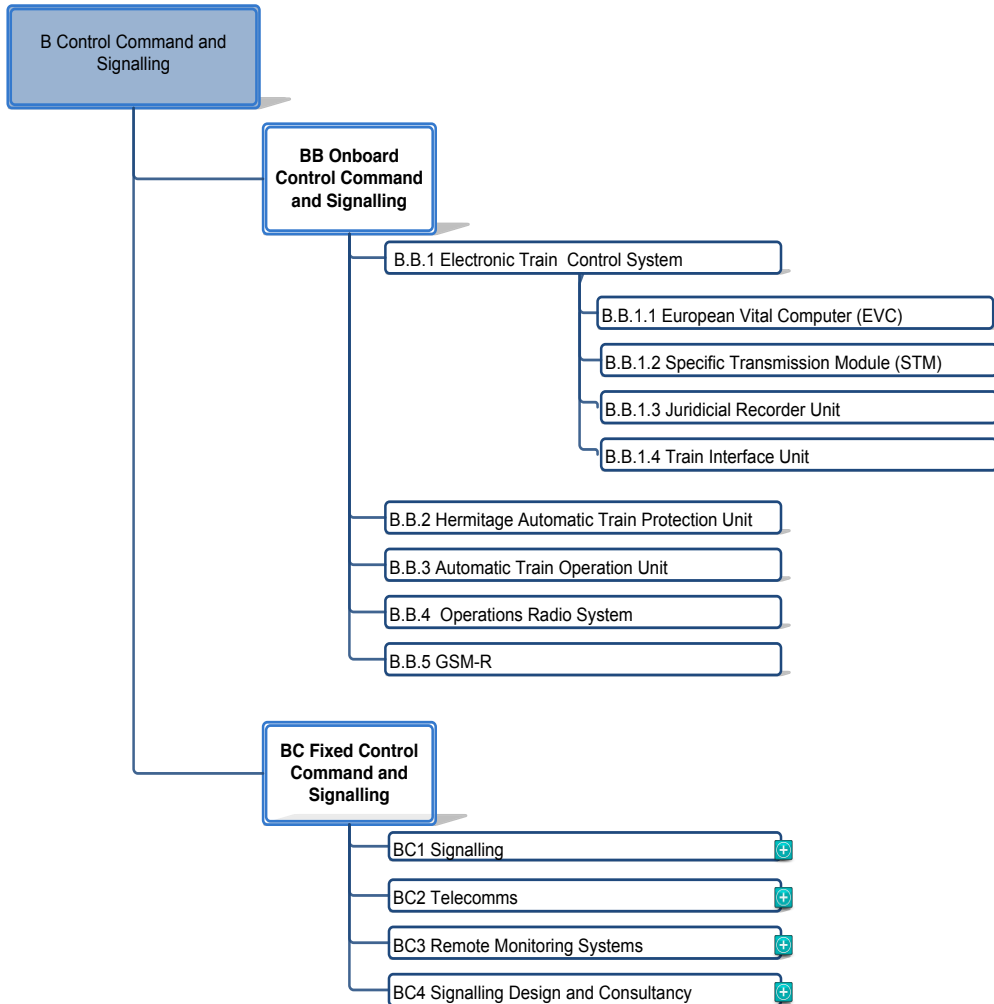 B Control Command and
Signalling
BB Onboard
Control Command
and Signalling
B.B.1 Electronic Train  Control System
B.B.1.1 European Vital Computer (EVC)
B.B.1.2 Specific Transmission Module (STM)
B.B.1.3 Juridicial Recorder Unit
B.B.1.4 Train Interface Unit
B.B.2 Hermitage Automatic Train Protection Unit
B.B.3 Automatic Train Operation Unit
B.B.4  Operations Radio System
B.B.5 GSM-R
BC Fixed Control
Command and
Signalling
BC1 Signalling
BC2 Telecomms
BC3 Remote Monitoring Systems
BC4 Signalling Design and Consultancy